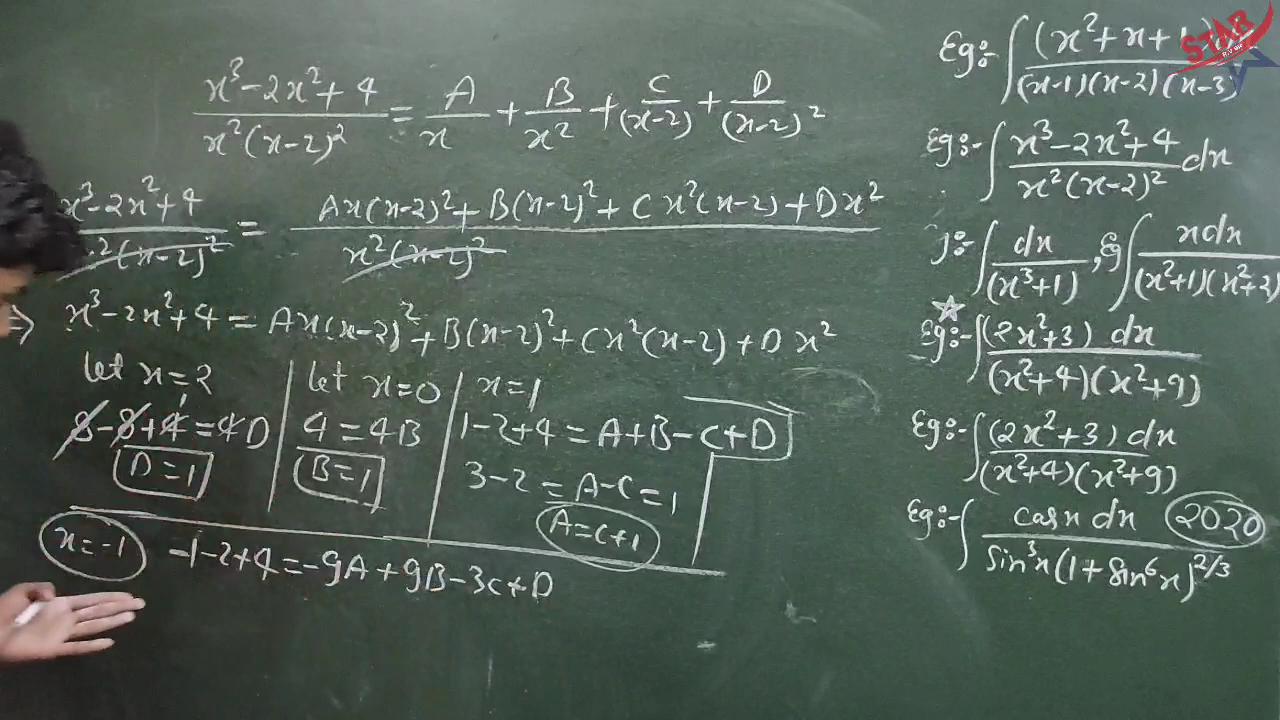 x³-2x²+4 / x²(x-2)² = A/x + B/x² + C/(x-2) + D/(x-2)²
x³-2x²+4 / x²(x-2)² = Ax(x-2)²+B(x-2)²+Cx²(x-2)+Dx² / x²(x-2)²
⇒ x³-2x²+4 = Ax(x-2)²+B(x-2)²+Cx²(x-2)+Dx²
let x=2
8-8+4=4D
D=1
let x=0
4=4B
B=1
x=1
1-2+4=A+B-C+D
3-2=A-C=1
A=C+1
x=-1 -1-2+4=-9A+9B-3C+D
Eg:- ∫(x²+x+1)dx / (x-1)(x-2)(x-3)
Eg:- ∫ x³-2x²+4 / x²(x-2)² dx
g:- ∫ dx / (x³+1) , Eg ∫ xdx / (x²+1)(x²+2)
☆
Eg:- ∫(2x²+3) dx / (x²+4)(x²+9)
Eg:- ∫(2x²+3) dx / (x²+4)(x²+9)
Eg:- ∫ cosx dx / sin³x(1+sin⁶x)^2/3 2020
STAR